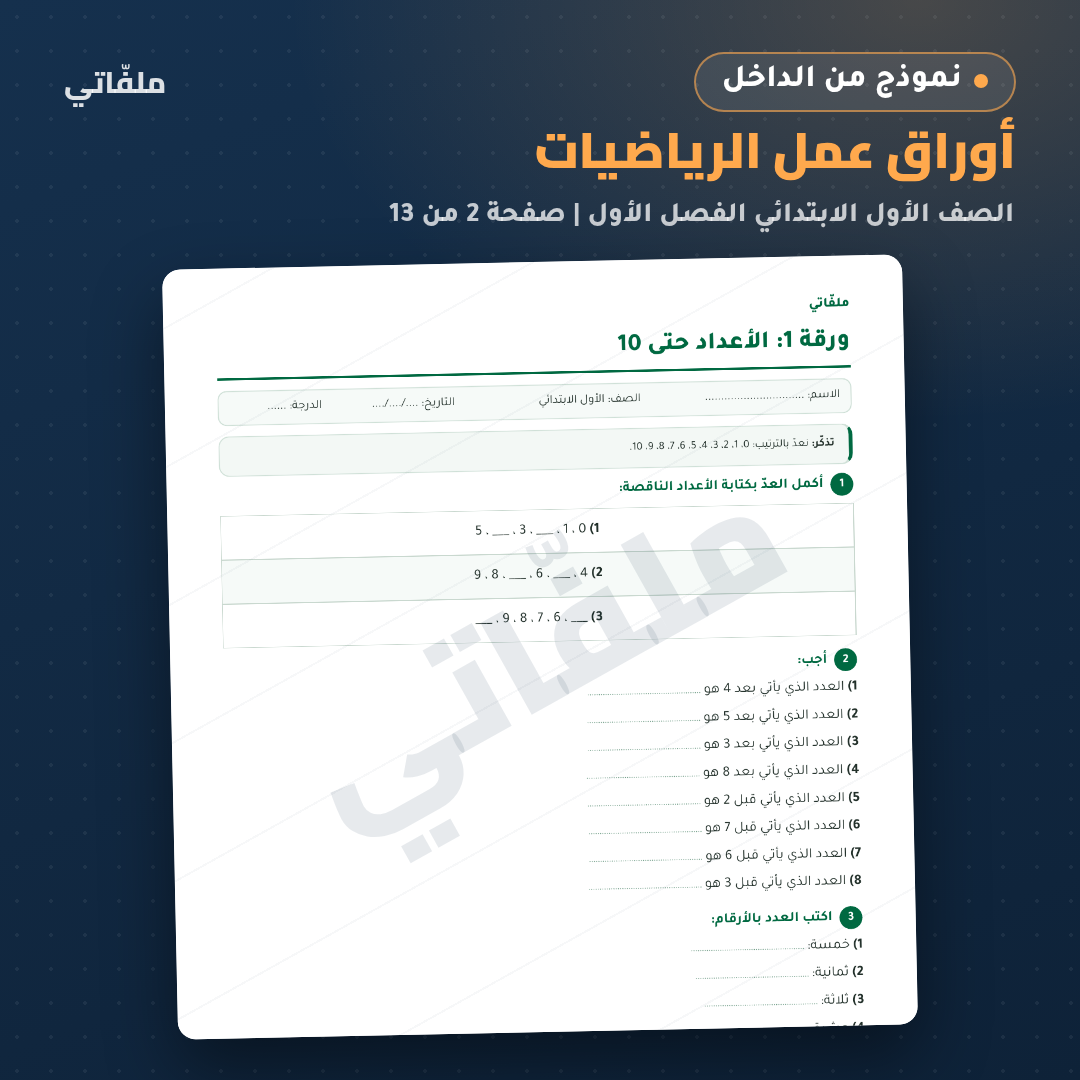 نموذج من الداخل
ملفّاتي
أوراق عمل الرياضيات
الصف الأول الابتدائي الفصل الأول | صفحة 2 من 13
ملفّاتي
ورقة 1: الأعداد حتى 10
الاسم: ............................... الصف: الأول الابتدائي التاريخ: ..../..../.... الدرجة: ......
تذكّر: نعدّ بالترتيب: 0، 1، 2، 3، 4، 5، 6، 7، 8، 9، 10.
1 أكمل العدّ بكتابة الأعداد الناقصة:
1) 0 ، 1 ، ___ ، 3 ، ___ ، 5
2) 4 ، ___ ، 6 ، ___ ، 8 ، 9
3) ___ ، 6 ، 7 ، 8 ، 9 ، ___
ملفّاتي
2 أجب:
1) العدد الذي يأتي بعد 4 هو
2) العدد الذي يأتي بعد 5 هو
3) العدد الذي يأتي بعد 3 هو
4) العدد الذي يأتي بعد 8 هو
5) العدد الذي يأتي قبل 2 هو
6) العدد الذي يأتي قبل 7 هو
7) العدد الذي يأتي قبل 6 هو
8) العدد الذي يأتي قبل 3 هو
3 اكتب العدد بالأرقام:
1) خمسة:
2) ثمانية:
3) ثلاثة: